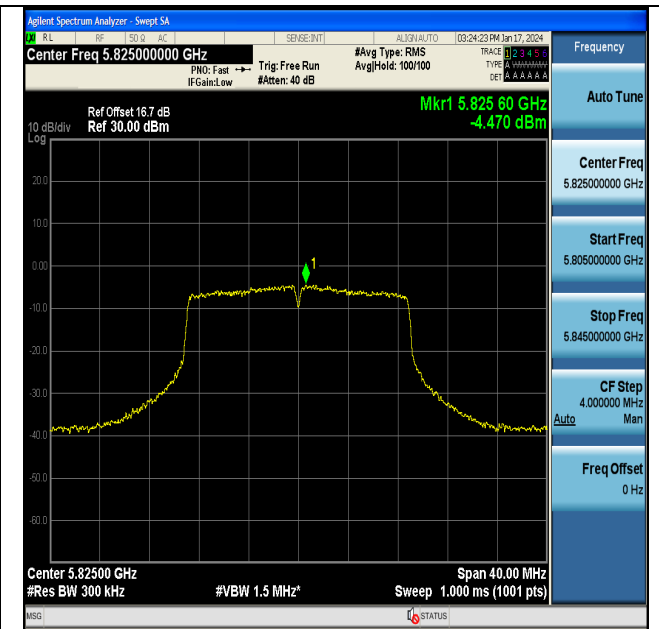 Agilent Spectrum Analyzer - Swept SA
LXI RL RF 50 Ω AC SENSE:INT ALIGN AUTO 03:24:23 PM Jan 17, 2024
Center Freq 5.825000000 GHz
PNO: Fast
IFGain:Low
Trig: Free Run
#Atten: 40 dB
#Avg Type: RMS
Avg|Hold: 100/100
TRACE 1 2 3 4 5 6
TYPE A WWWWW
DET A A A A A A
Ref Offset 16.7 dB
10 dB/div Ref 30.00 dBm
Log
Mkr1 5.825 60 GHz
-4.470 dBm
20.0
10.0
0.00
-10.0
-20.0
-30.0
-40.0
-50.0
-60.0
1
Center 5.82500 GHz
Span 40.00 MHz
#Res BW 300 kHz
#VBW 1.5 MHz*
Sweep 1.000 ms (1001 pts)
MSG
STATUS
Frequency
Auto Tune
Center Freq
5.825000000 GHz
Start Freq
5.805000000 GHz
Stop Freq
5.845000000 GHz
CF Step
4.000000 MHz
Auto Man
Freq Offset
0 Hz